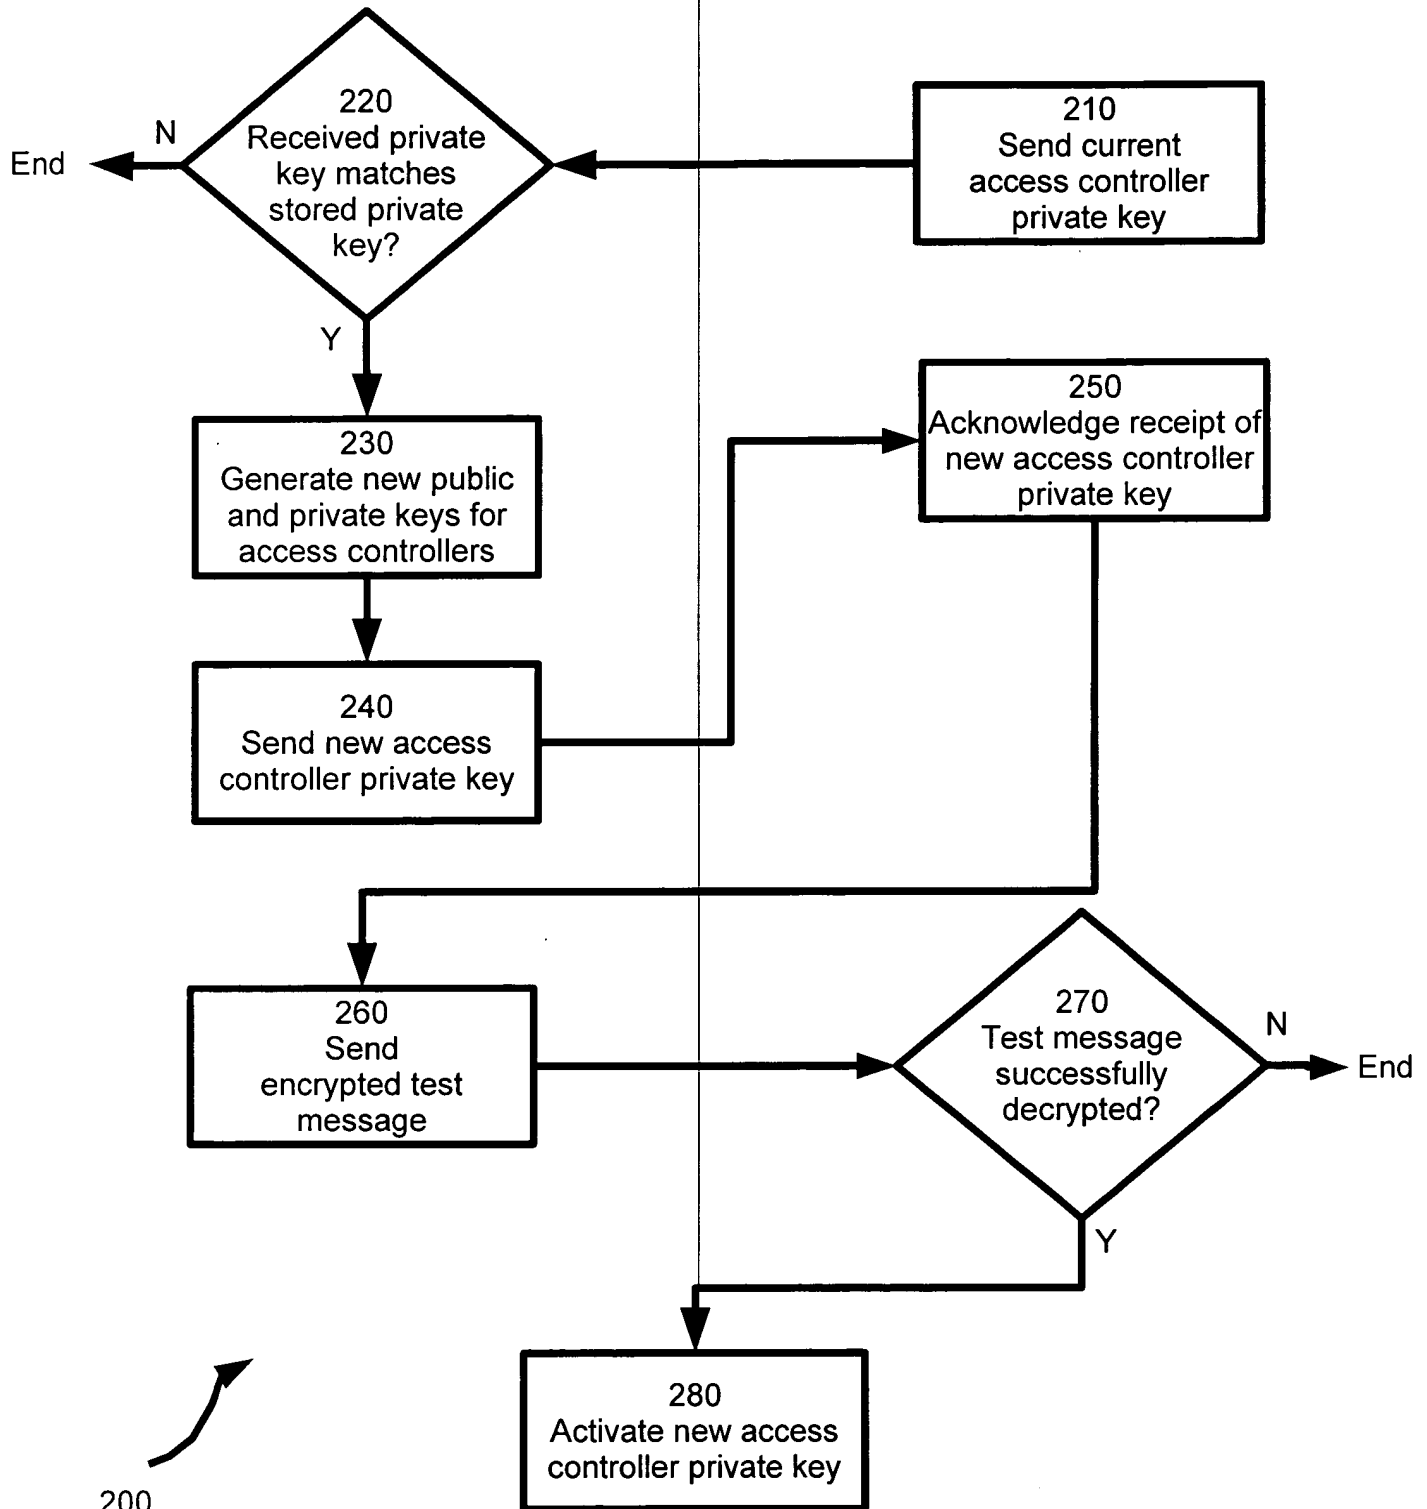 220
Received private
key matches
stored private
key?
N
End
Y
210
Send current
access controller
private key
230
Generate new public
and private keys for
access controllers
240
Send new access
controller private key
250
Acknowledge receipt of
new access controller
private key
260
Send
encrypted test
message
270
Test message
successfully
decrypted?
N
End
Y
280
Activate new access
controller private key
200